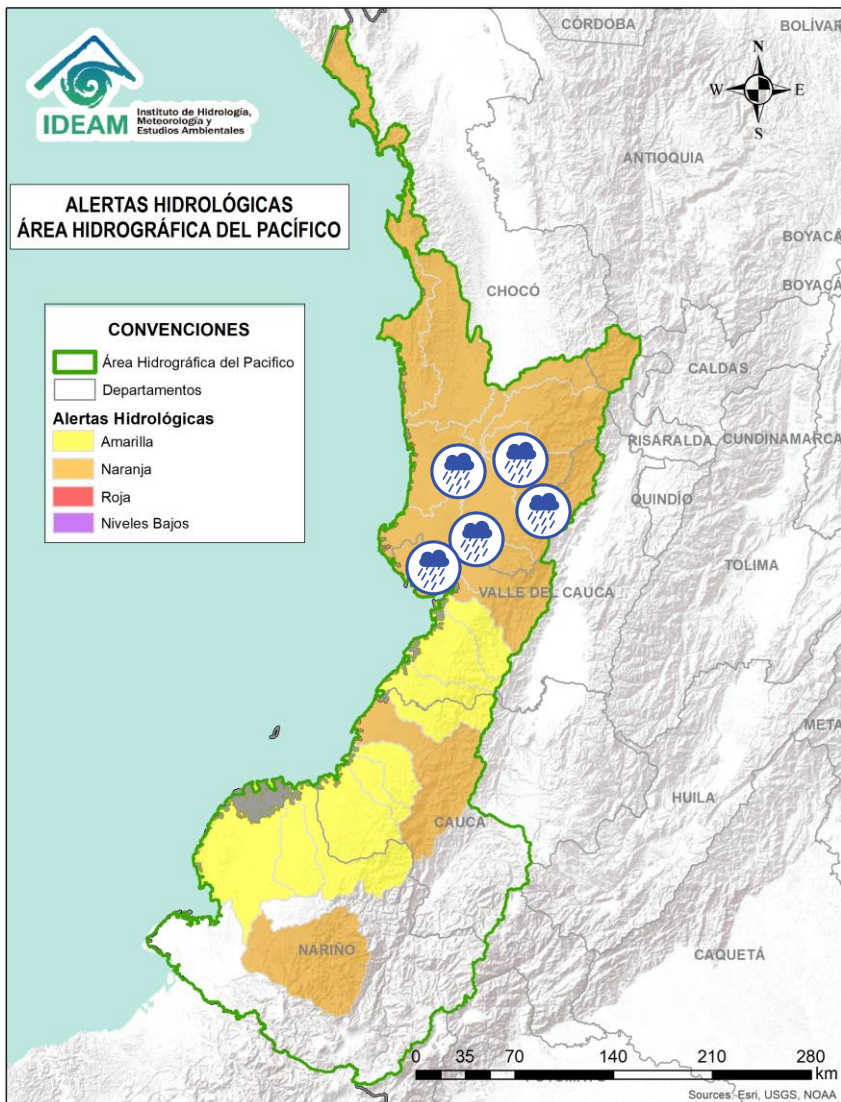 CÓRDOBA
BOLÍVAR
IDEAM
Instituto de Hidrología,
Meteorología y
Estudios Ambientales
N
W
E
S
ANTIOQUIA
ALERTAS HIDROLÓGICAS
ÁREA HIDROGRÁFICA DEL PACÍFICO
BOYACÁ
BOYACÁ
CHOCÓ
CONVENCIONES
Área Hidrográfica del Pacifico
Departamentos
Alertas Hidrológicas
Amarilla
Naranja
Roja
Niveles Bajos
CALDAS
RISARALDA
CUNDINAMARCA
QUINDÍO
TOLIMA
VALLE DEL CAUCA
META
HUILA
CAUCA
NARIÑO
CAQUETÁ
0 35 70 140 210 280
km
Sources: Esri, USGS, NOAA